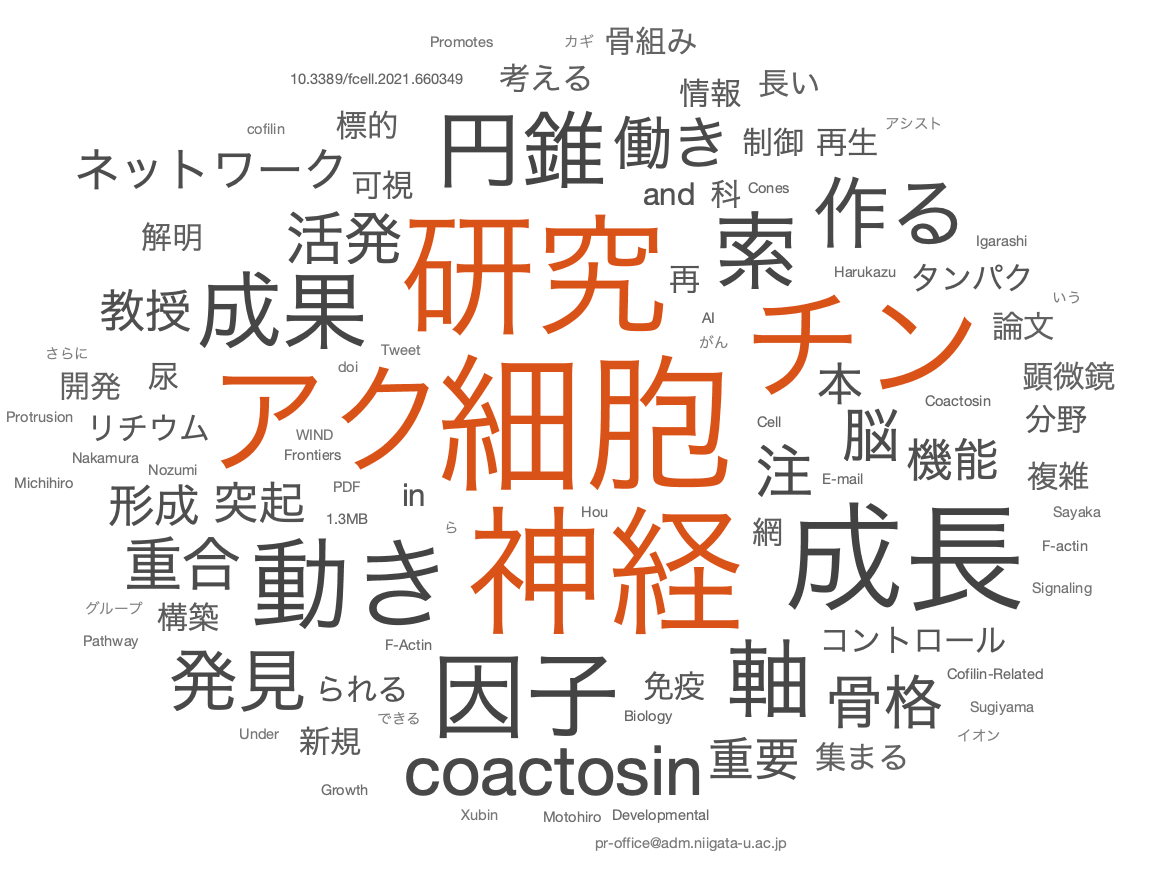 Promotes
カギ
骨組み
10.3389/fcell.2021.660349
考える
情報
長い
cofilin
標的
円錐
働き
制御
再生
アシスト
ネットワーク
可視
and
科
Cones
作る
解明
活発
研究
索
Igarashi
再
Harukazu
タンパク
教授
成果
AI
チン
いう
論文
さらに
Tweet
がん
開発
尿
doi
アク
細胞
本
顕微鏡
Coactosin
Protrusion
リチウム
WIND
Cell
脳
分野
Nakamura
Nozumi
Frontiers
注
機能
Michihiro
PDF
E-mail
複雑
形成
突起
1.3MB
in
Hou
Sayaka
ら
神経
網
成長
F-actin
重合
動き
Signaling
グループ
構築
Pathway
F-Actin
コントロール
発見
られる
因子
免疫
軸
骨格
Cofilin-Related
できる
Biology
Sugiyama
Under
新規
イオン
coactosin
重要
集まる
Growth
Xubin
Motohiro
Developmental
pr-office@adm.niigata-u.ac.jp